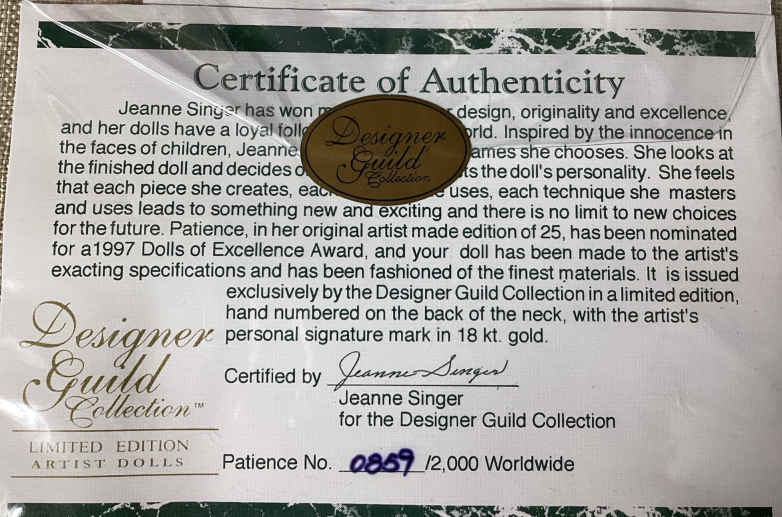 Certificate of Authenticity
Jeanne Singer has won design, originality and excellence,
and her dolls have a loyal Inspired by the innocence in
the faces of children, Jeanne she chooses. She looks at
the finished doll and decides the doll's personality. She feels
that each piece she creates, uses, each technique she masters
and uses leads to something new and exciting and there is no limit to new choices
for the future. Patience, in her original artist made edition of 25, has been nominated
for a1997 Dolls of Excellence Award, and your doll has been made to the artist's
exacting specifications and has been fashioned of the finest materials. It is issued
exclusively by the Designer Guild Collection in a limited edition,
hand numbered on the back of the neck, with the artist's
personal signature mark in 18 kt. gold.
Designer
Guild
Collection
Designer
Guild
Collection™
LIMITED EDITION
ARTIST DOLLS
Certified by Jeanne Singer
Jeanne Singer
for the Designer Guild Collection
Patience No. 0859 /2,000 Worldwide